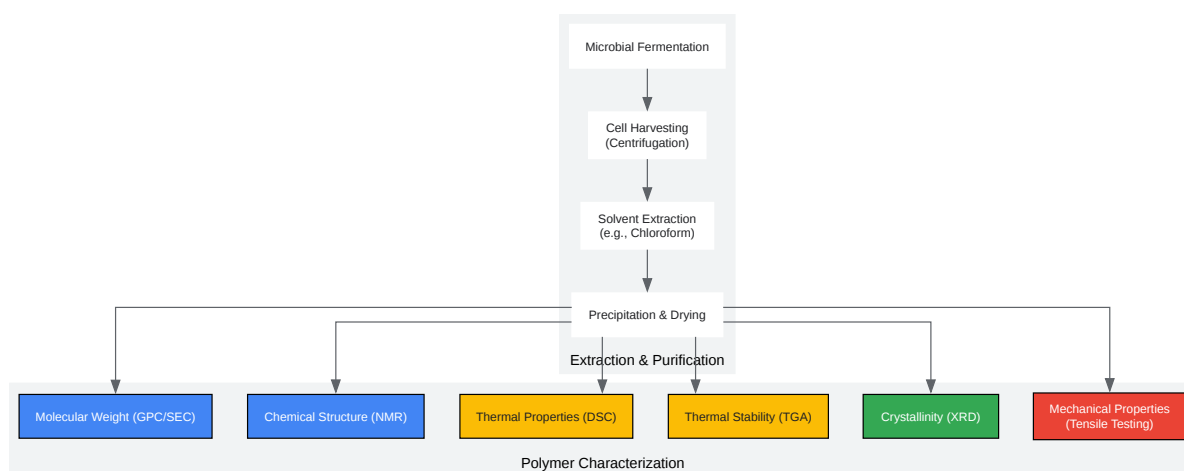 Microbial Fermentation
Cell Harvesting
(Centrifugation)
Solvent Extraction
(e.g., Chloroform)
Precipitation & Drying
Extraction & Purification
Molecular Weight (GPC/SEC)
Chemical Structure (NMR)
Thermal Properties (DSC)
Thermal Stability (TGA)
Crystallinity (XRD)
Mechanical Properties
(Tensile Testing)
Polymer Characterization